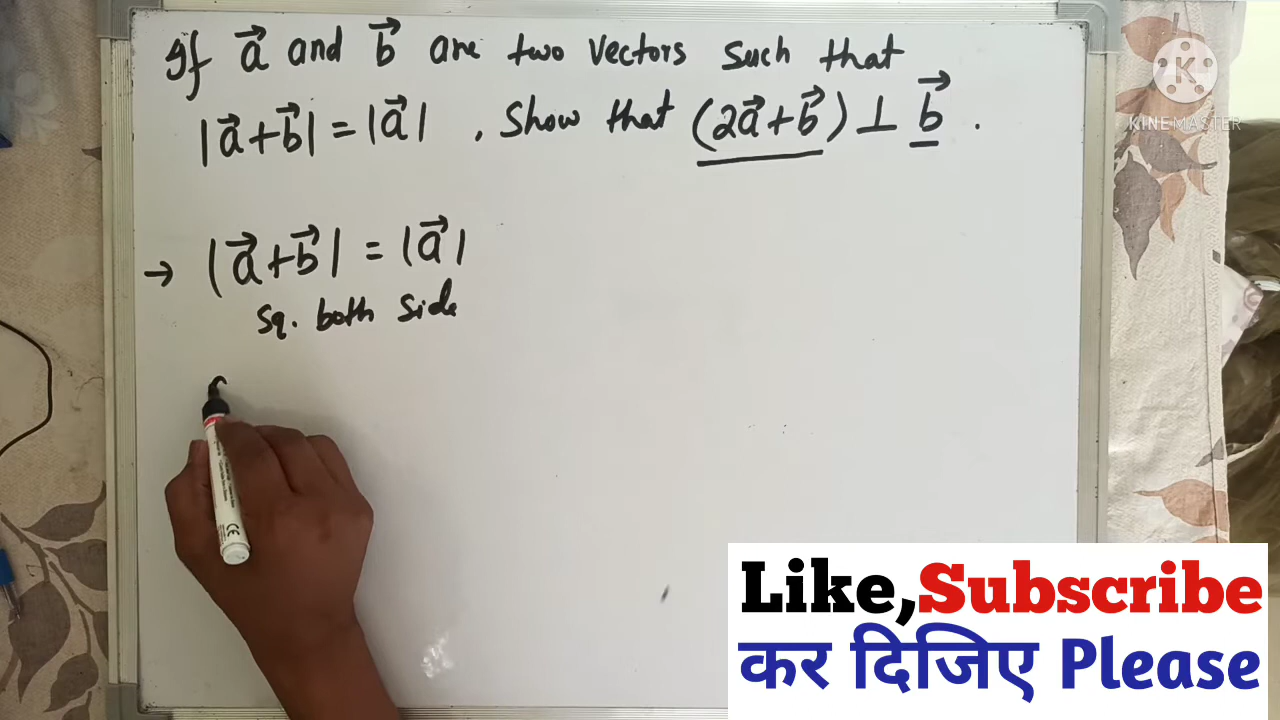 If a⃗ and b⃗ are two vectors such that
|a⃗+b⃗| = |a⃗| , Show that (2a⃗+b⃗) ⊥ b⃗ .
KINEMASTER
→ |a⃗+b⃗| = |a⃗|
Sq. both side
Like,Subscribe
कर दिजिए Please